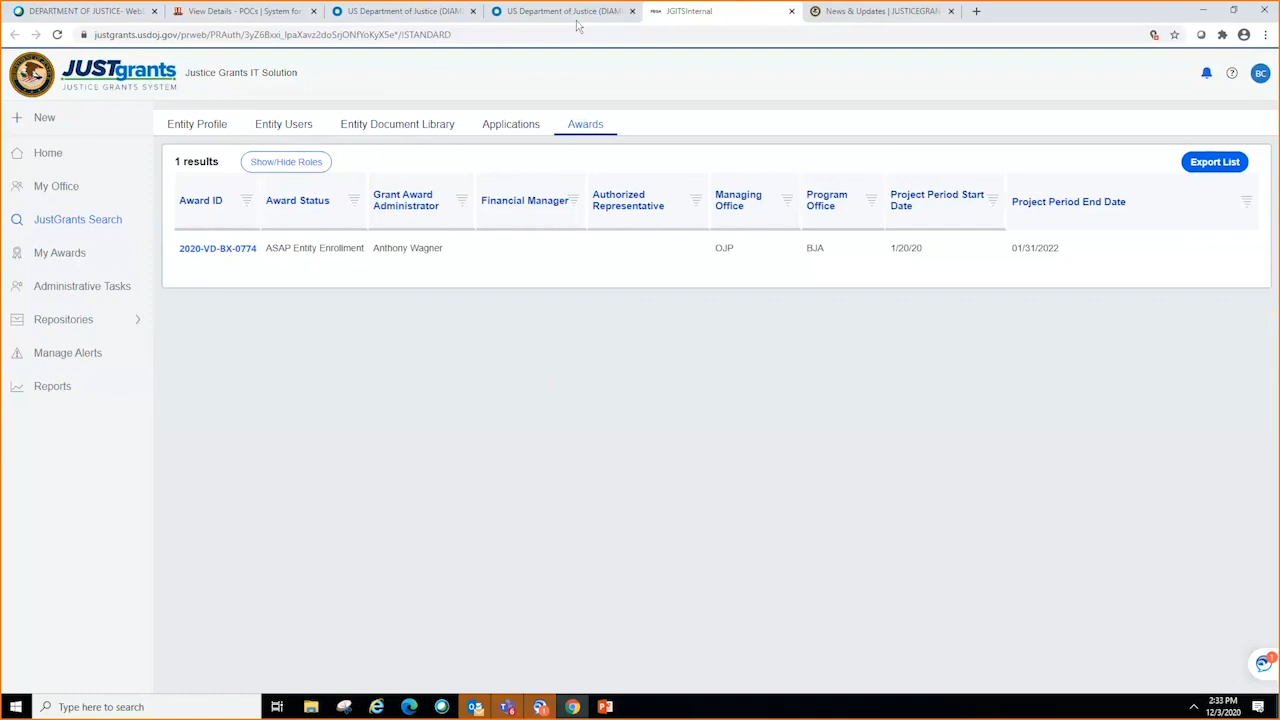 DEPARTMENT OF JUSTICE- WebE
View Details - POCs | System for
US Department of Justice (DIAM
US Department of Justice (DIAM
PEGA JGITSInternal
News & Updates | JUSTICEGRAN
justgrants.usdoj.gov/prweb/PRAuth/
JUSTgrants
JUSTICE GRANTS SYSTEM
Justice Grants IT Solution
BC
New
Home
My Office
JustGrants Search
My Awards
Administrative Tasks
Repositories
Manage Alerts
Reports
Entity Profile Entity Users Entity Document Library Applications Awards
1 results Show/Hide Roles Export List
Award ID Award Status Grant Award Administrator Financial Manager Authorized Representative Managing Office Program Office Project Period Start Date Project Period End Date
2020-VD-BX-0774 ASAP Entity Enrollment Anthony Wagner OJP BJA 1/20/20 01/31/2022
1
Type here to search
2:33 PM
12/3/2020